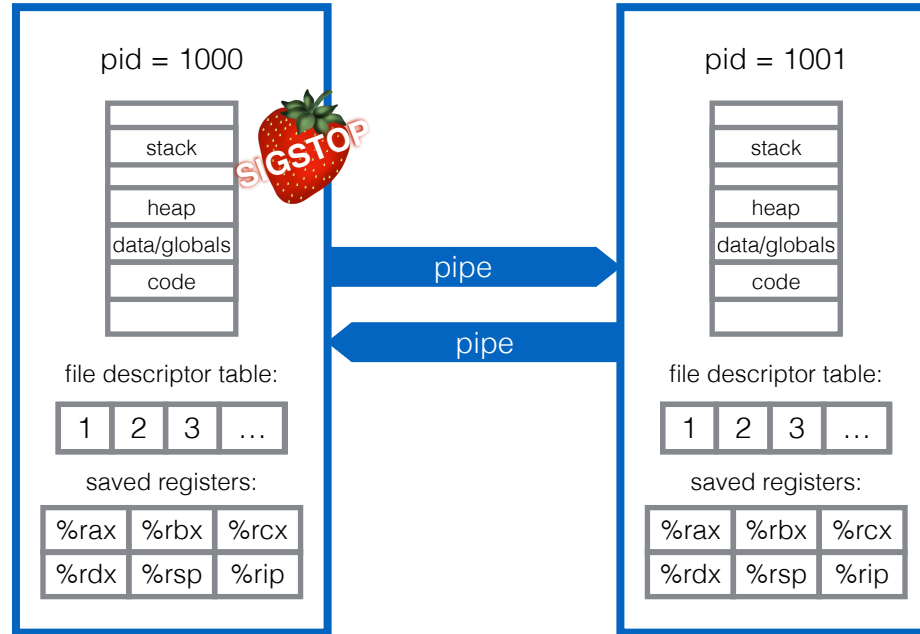 pid = 1000
SIGSTOP
stack
heap
data/globals
code
file descriptor table:
1 2 3 ...
saved registers:
%rax %rbx %rcx
%rdx %rsp %rip
pipe
pipe
pid = 1001
stack
heap
data/globals
code
file descriptor table:
1 2 3 ...
saved registers:
%rax %rbx %rcx
%rdx %rsp %rip